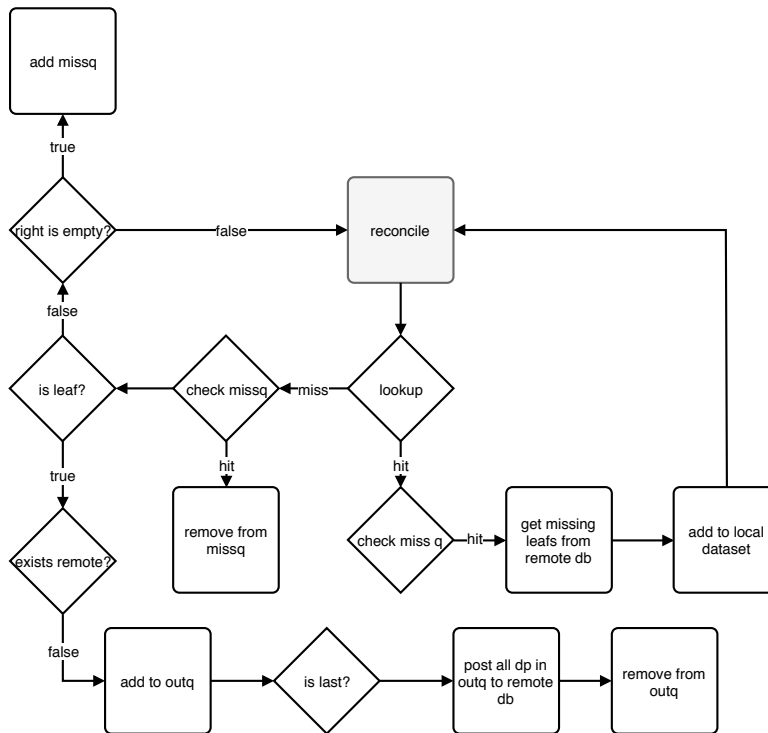 add missq
true
right is empty?
false
reconcile
false
is leaf?
check missq
miss
lookup
true
hit
hit
exists remote?
remove from
missq
check miss q
hit
get missing
leafs from
remote db
add to local
dataset
false
add to outq
is last?
post all dp in
outq to remote
db
remove from
outq